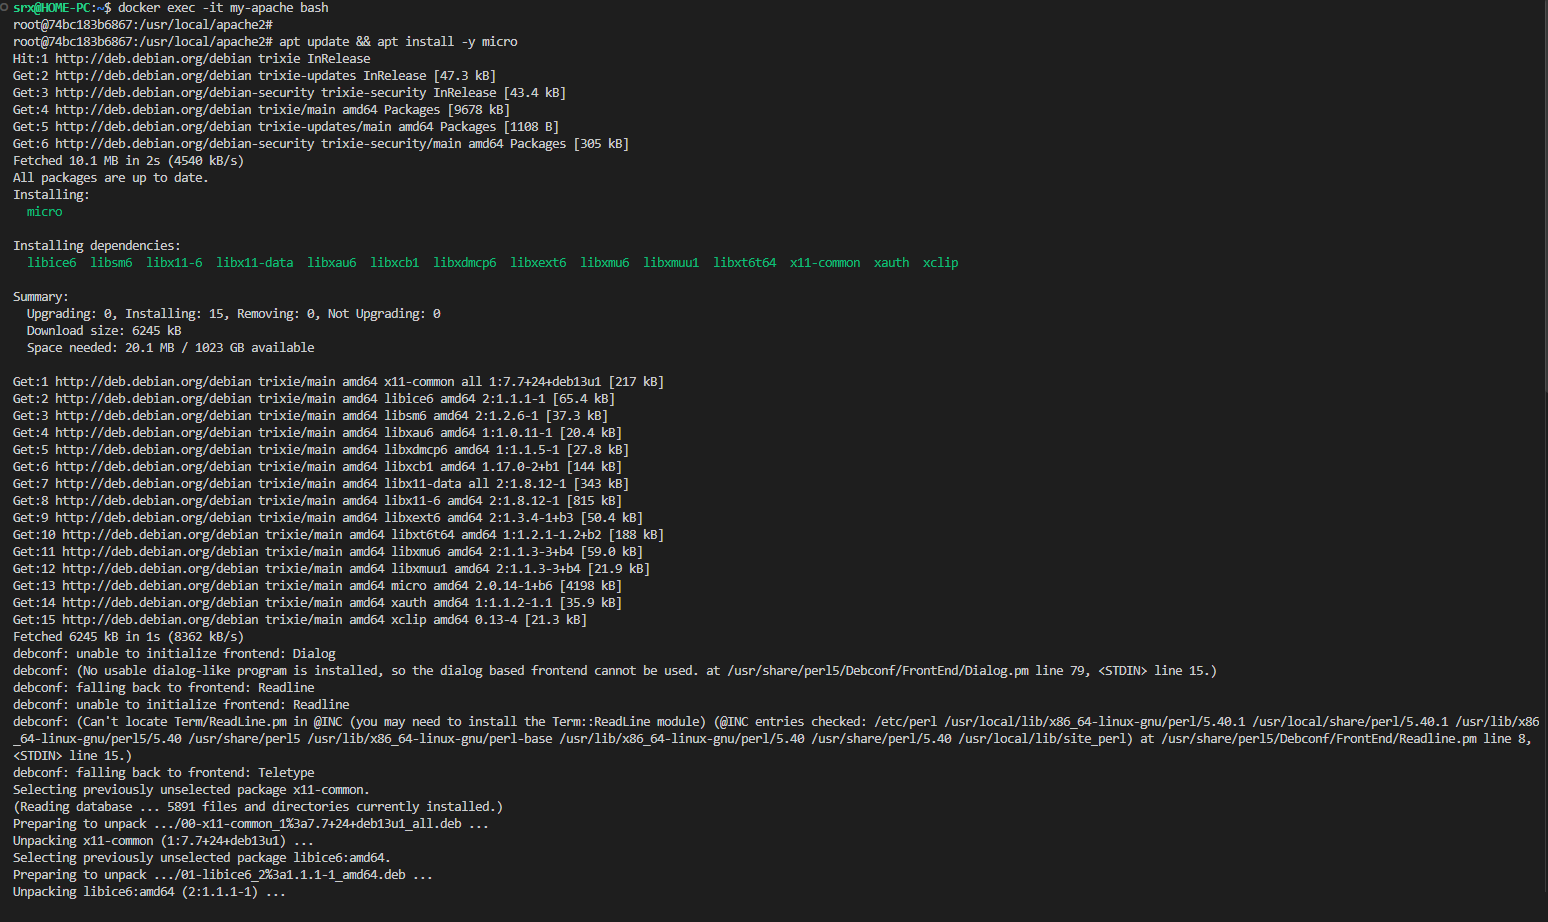 srx@HOME-PC:~$ docker exec -it my-apache bash
root@74bc183b6867:/usr/local/apache2#
root@74bc183b6867:/usr/local/apache2# apt update && apt install -y micro
Hit:1 http://deb.debian.org/debian trixie InRelease
Get:2 http://deb.debian.org/debian trixie-updates InRelease [47.3 kB]
Get:3 http://deb.debian.org/debian-security trixie-security InRelease [43.4 kB]
Get:4 http://deb.debian.org/debian trixie/main amd64 Packages [9678 kB]
Get:5 http://deb.debian.org/debian trixie-updates/main amd64 Packages [1108 B]
Get:6 http://deb.debian.org/debian-security trixie-security/main amd64 Packages [305 kB]
Fetched 10.1 MB in 2s (4540 kB/s)
All packages are up to date.
Installing:
  micro

Installing dependencies:
  libice6  libsm6  libx11-6  libx11-data  libxau6  libxcb1  libxdmcp6  libxext6  libxmu6  libxmuu1  libxt6t64  x11-common  xauth  xclip

Summary:
  Upgrading: 0, Installing: 15, Removing: 0, Not Upgrading: 0
  Download size: 6245 kB
  Space needed: 20.1 MB / 1023 GB available

Get:1 http://deb.debian.org/debian trixie/main amd64 x11-common all 1:7.7+24+deb13u1 [217 kB]
Get:2 http://deb.debian.org/debian trixie/main amd64 libice6 amd64 2:1.1.1-1 [65.4 kB]
Get:3 http://deb.debian.org/debian trixie/main amd64 libsm6 amd64 2:1.2.6-1 [37.3 kB]
Get:4 http://deb.debian.org/debian trixie/main amd64 libxau6 amd64 1:1.0.11-1 [20.4 kB]
Get:5 http://deb.debian.org/debian trixie/main amd64 libxdmcp6 amd64 1:1.1.5-1 [27.8 kB]
Get:6 http://deb.debian.org/debian trixie/main amd64 libxcb1 amd64 1.17.0-2+b1 [144 kB]
Get:7 http://deb.debian.org/debian trixie/main amd64 libx11-data all 2:1.8.12-1 [343 kB]
Get:8 http://deb.debian.org/debian trixie/main amd64 libx11-6 amd64 2:1.8.12-1 [815 kB]
Get:9 http://deb.debian.org/debian trixie/main amd64 libxext6 amd64 2:1.3.4-1+b3 [50.4 kB]
Get:10 http://deb.debian.org/debian trixie/main amd64 libxt6t64 amd64 1:1.2.1-1.2+b2 [188 kB]
Get:11 http://deb.debian.org/debian trixie/main amd64 libxmu6 amd64 2:1.1.3-3+b4 [59.0 kB]
Get:12 http://deb.debian.org/debian trixie/main amd64 libxmuu1 amd64 2:1.1.3-3+b4 [21.9 kB]
Get:13 http://deb.debian.org/debian trixie/main amd64 micro amd64 2.0.14-1+b6 [4198 kB]
Get:14 http://deb.debian.org/debian trixie/main amd64 xauth amd64 1:1.1.2-1.1 [35.9 kB]
Get:15 http://deb.debian.org/debian trixie/main amd64 xclip amd64 0.13-4 [21.3 kB]
Fetched 6245 kB in 1s (8362 kB/s)
debconf: unable to initialize frontend: Dialog
debconf: (No usable dialog-like program is installed, so the dialog based frontend cannot be used. at /usr/share/perl5/Debconf/FrontEnd/Dialog.pm line 79, <STDIN> line 15.)
debconf: falling back to frontend: Readline
debconf: unable to initialize frontend: Readline
debconf: (Can't locate Term/ReadLine.pm in @INC (you may need to install the Term::ReadLine module) (@INC entries checked: /etc/perl /usr/local/lib/x86_64-linux-gnu/perl/5.40.1 /usr/local/share/perl/5.40.1 /usr/lib/x86
_64-linux-gnu/perl5/5.40 /usr/share/perl5 /usr/lib/x86_64-linux-gnu/perl-base /usr/lib/x86_64-linux-gnu/perl/5.40 /usr/share/perl/5.40 /usr/local/lib/site_perl) at /usr/share/perl5/Debconf/FrontEnd/Readline.pm line 8,
<STDIN> line 15.)
debconf: falling back to frontend: Teletype
Selecting previously unselected package x11-common.
(Reading database ... 5891 files and directories currently installed.)
Preparing to unpack .../00-x11-common_1%3a7.7+24+deb13u1_all.deb ...
Unpacking x11-common (1:7.7+24+deb13u1) ...
Selecting previously unselected package libice6:amd64.
Preparing to unpack .../01-libice6_2%3a1.1.1-1_amd64.deb ...
Unpacking libice6:amd64 (2:1.1.1-1) ...